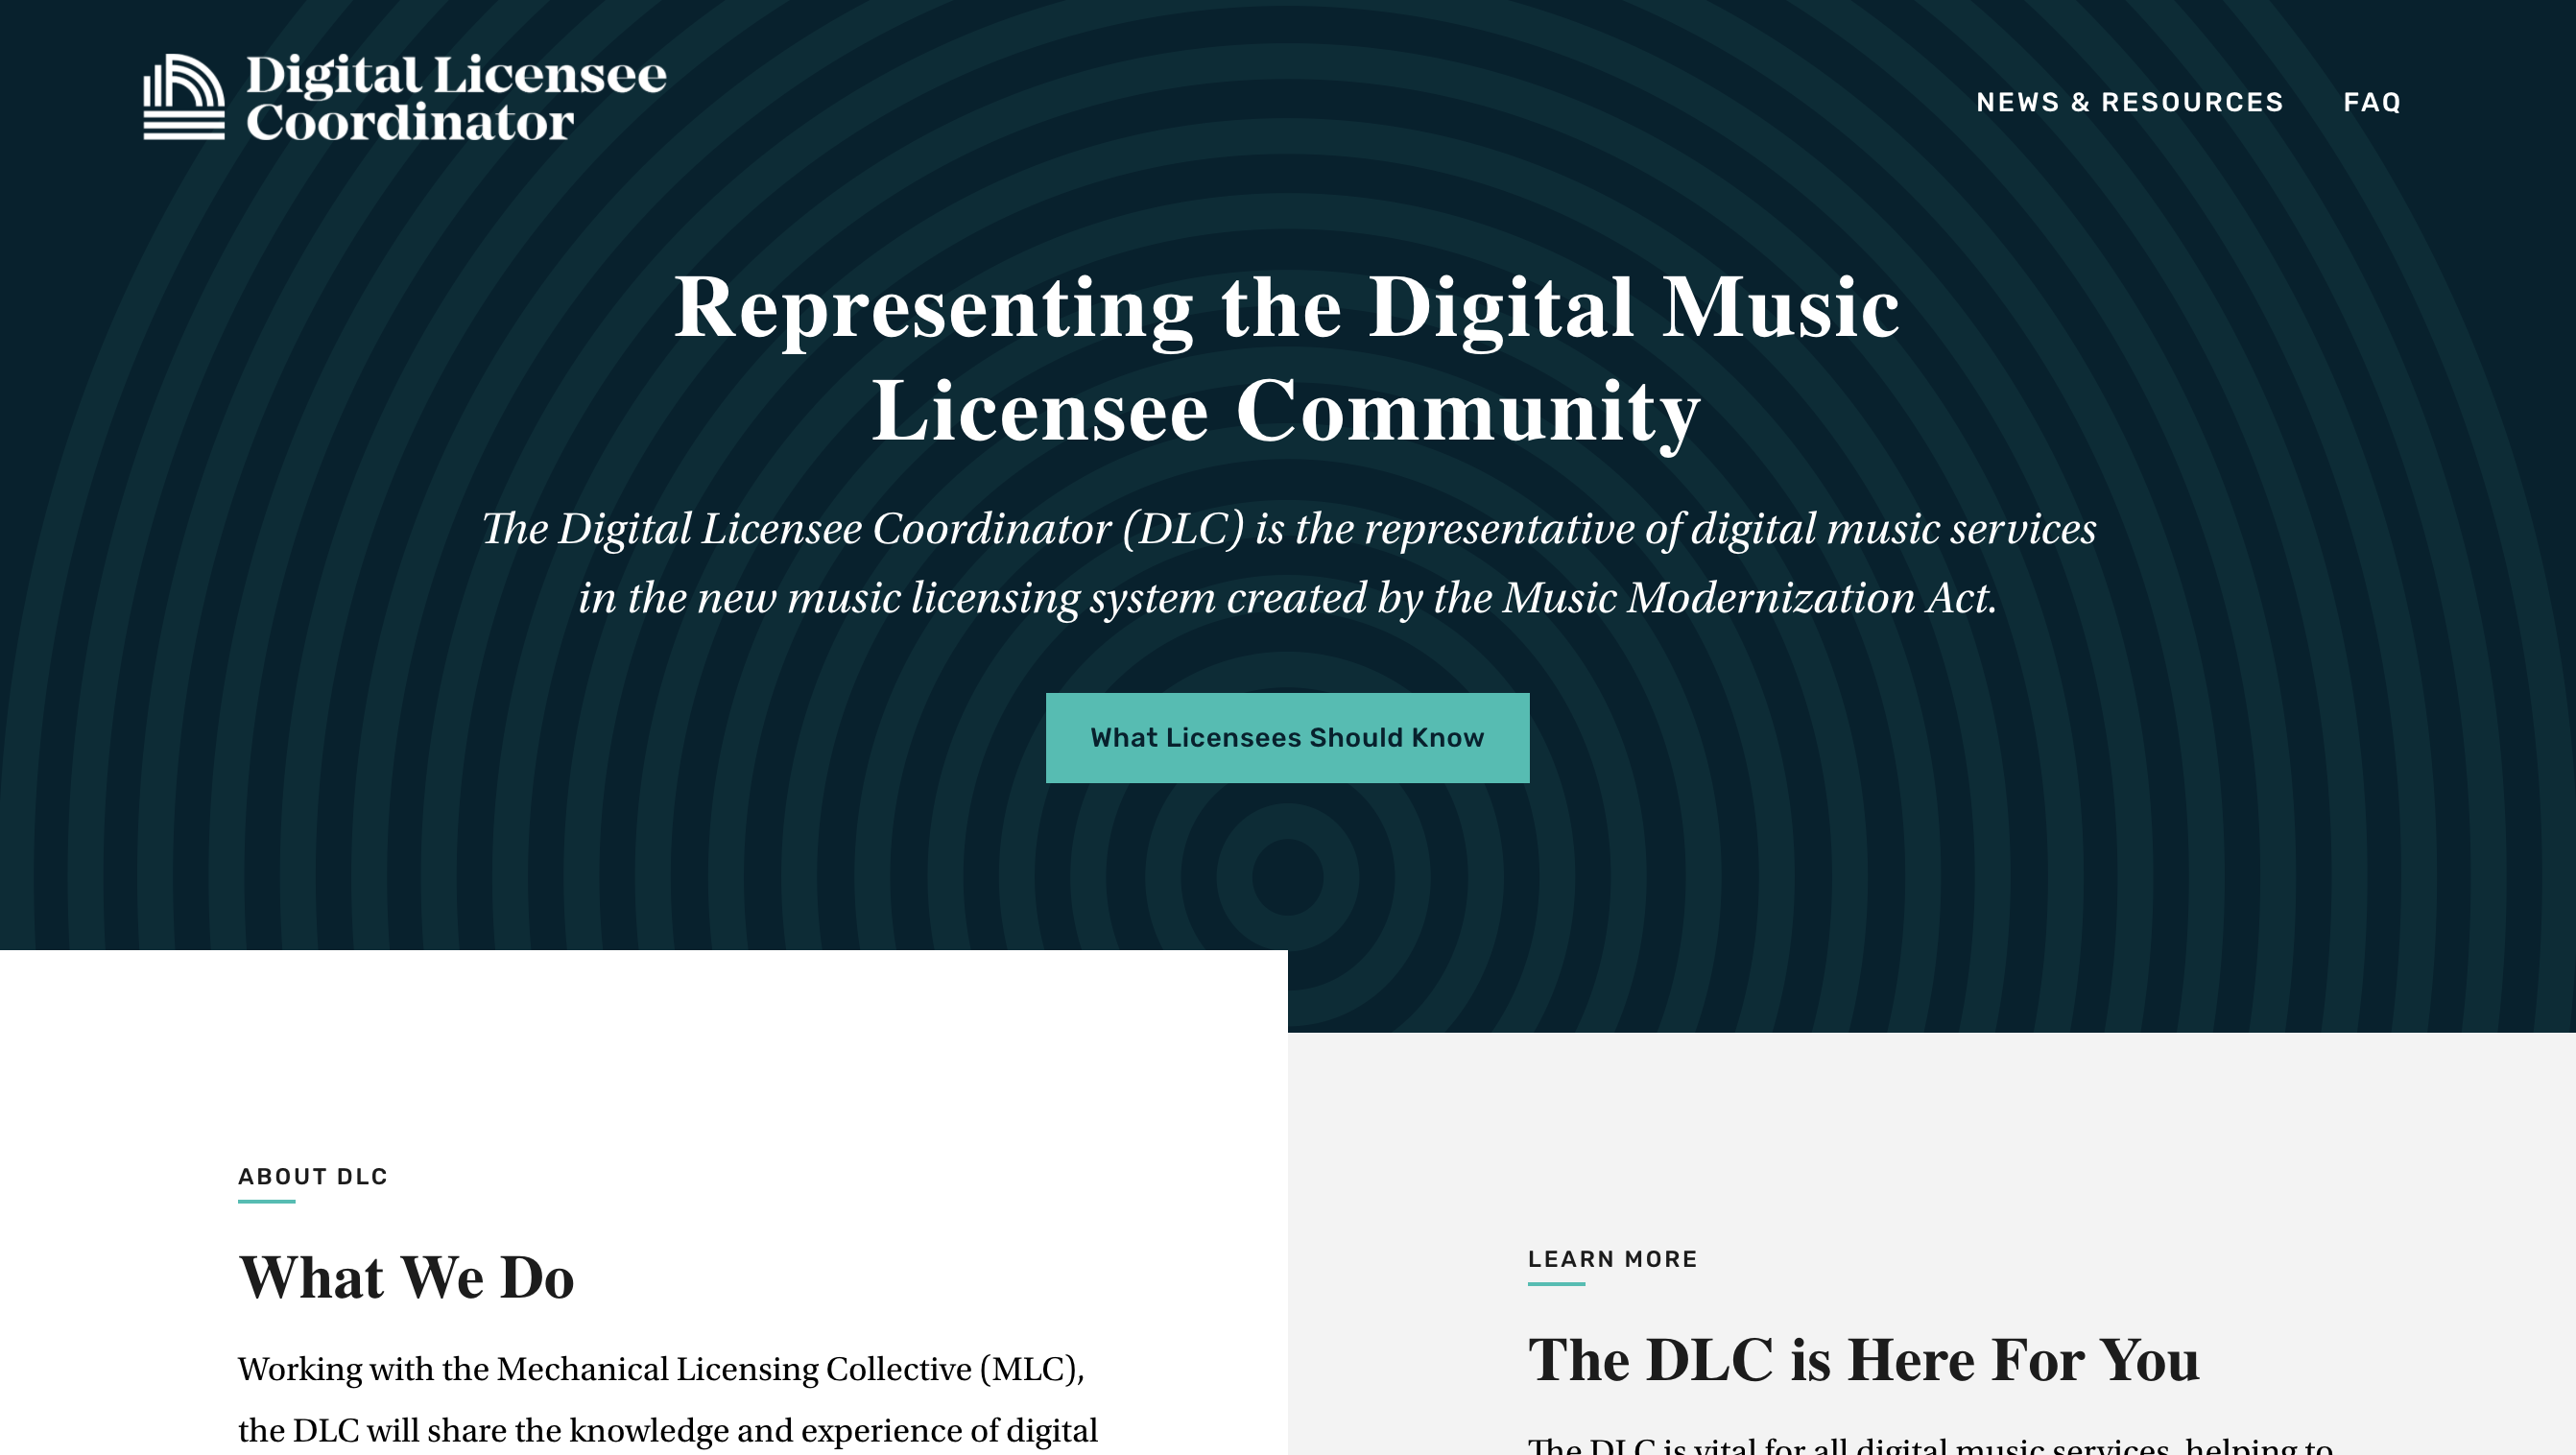 Digital Licensee
Coordinator
NEWS & RESOURCES
FAQ
Representing the Digital Music
Licensee Community
The Digital Licensee Coordinator (DLC) is the representative of digital music services
in the new music licensing system created by the Music Modernization Act.
What Licensees Should Know
ABOUT DLC
What We Do
Working with the Mechanical Licensing Collective (MLC),
the DLC will share the knowledge and experience of digital
LEARN MORE
The DLC is Here For You
The DLC is vital for all digital music services, helping to